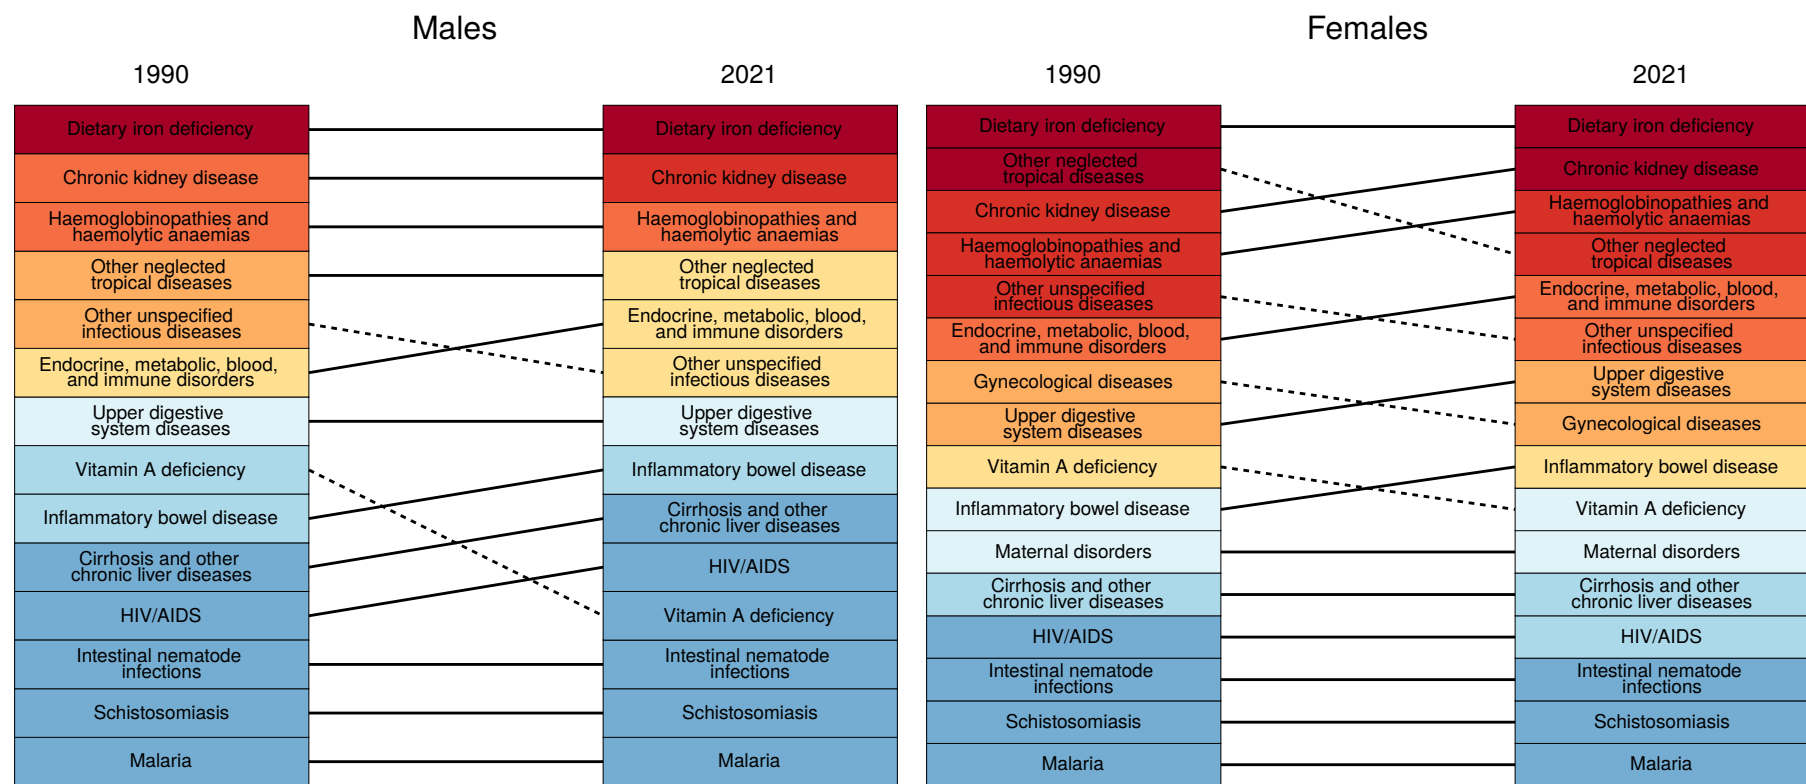 Males
1990
2021
Dietary iron deficiency
Chronic kidney disease
Haemoglobinopathies and
haemolytic anaemias
Other neglected
tropical diseases
Other unspecified
infectious diseases
Endocrine, metabolic, blood,
and immune disorders
Upper digestive
system diseases
Vitamin A deficiency
Inflammatory bowel disease
Cirrhosis and other
chronic liver diseases
HIV/AIDS
Intestinal nematode
infections
Schistosomiasis
Malaria
Dietary iron deficiency
Chronic kidney disease
Haemoglobinopathies and
haemolytic anaemias
Other neglected
tropical diseases
Endocrine, metabolic, blood,
and immune disorders
Other unspecified
infectious diseases
Upper digestive
system diseases
Inflammatory bowel disease
Cirrhosis and other
chronic liver diseases
HIV/AIDS
Vitamin A deficiency
Intestinal nematode
infections
Schistosomiasis
Malaria
Females
1990
2021
Dietary iron deficiency
Other neglected
tropical diseases
Chronic kidney disease
Haemoglobinopathies and
haemolytic anaemias
Other unspecified
infectious diseases
Endocrine, metabolic, blood,
and immune disorders
Gynecological diseases
Upper digestive
system diseases
Vitamin A deficiency
Inflammatory bowel disease
Maternal disorders
Cirrhosis and other
chronic liver diseases
HIV/AIDS
Intestinal nematode
infections
Schistosomiasis
Malaria
Dietary iron deficiency
Chronic kidney disease
Haemoglobinopathies and
haemolytic anaemias
Other neglected
tropical diseases
Endocrine, metabolic, blood,
and immune disorders
Other unspecified
infectious diseases
Upper digestive
system diseases
Gynecological diseases
Inflammatory bowel disease
Vitamin A deficiency
Maternal disorders
Cirrhosis and other
chronic liver diseases
HIV/AIDS
Intestinal nematode
infections
Schistosomiasis
Malaria